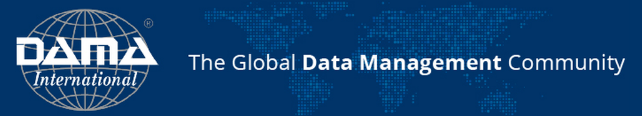 DAMA®
International
The Global Data Management Community